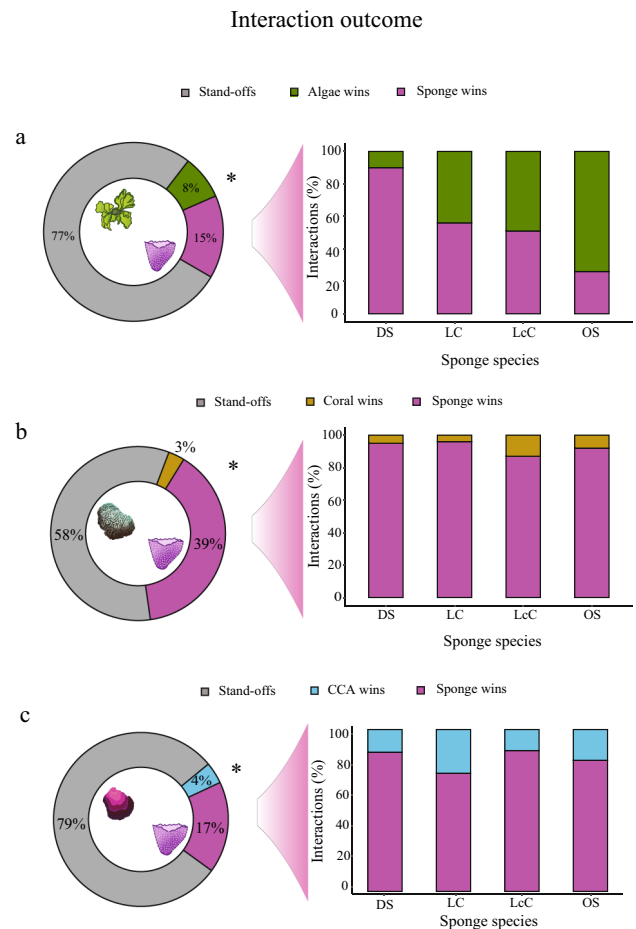 Interaction outcome
Stand-offs Algae wins Sponge wins
a
77%
8%
15%
*
Interactions (%)
100
80
60
40
20
0
DS LC LcC OS
Sponge species
Stand-offs Coral wins Sponge wins
b
58%
3%
39%
*
Interactions (%)
100
80
60
40
20
0
DS LC LcC OS
Sponge species
Stand-offs CCA wins Sponge wins
c
79%
4%
17%
*
Interactions (%)
100
80
60
40
20
0
DS LC LcC OS
Sponge species